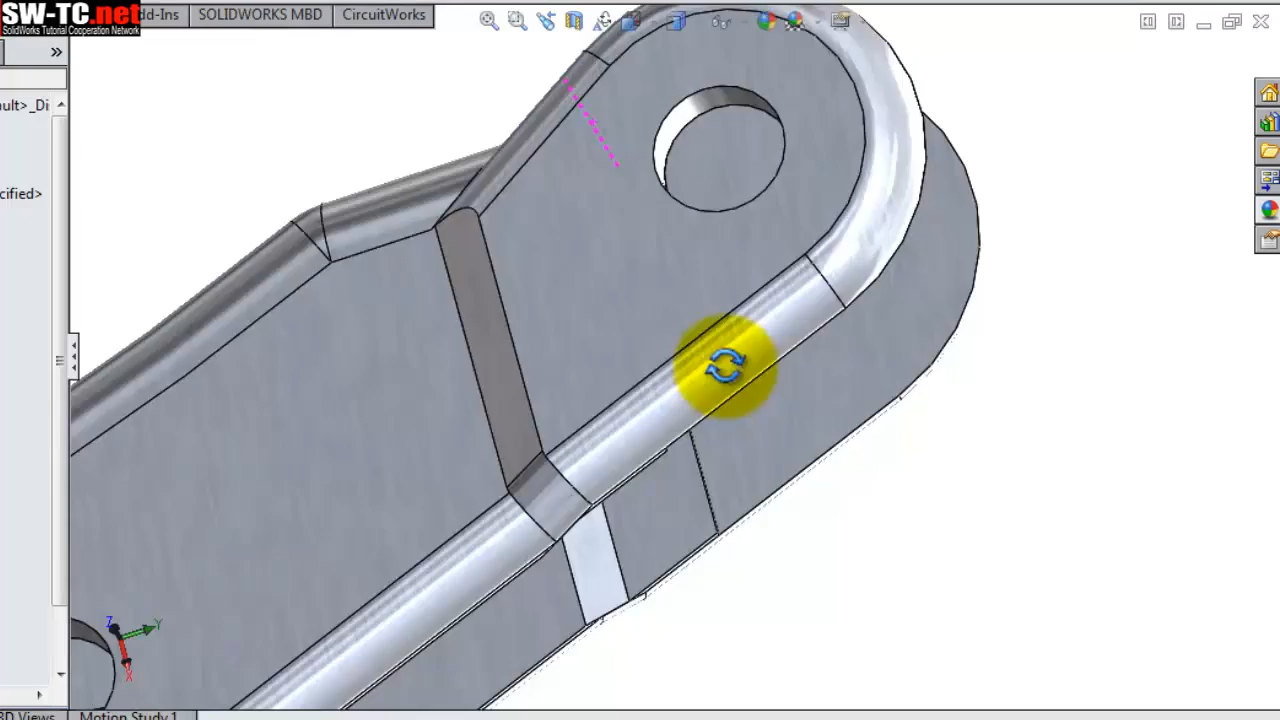 SW-TC.net
SolidWorks Tutorial Cooperation Network
dd-Ins
SOLIDWORKS MBD
CircuitWorks
ult> _Di
cified>
Z
Y
X
3D Views
Motion Study 1